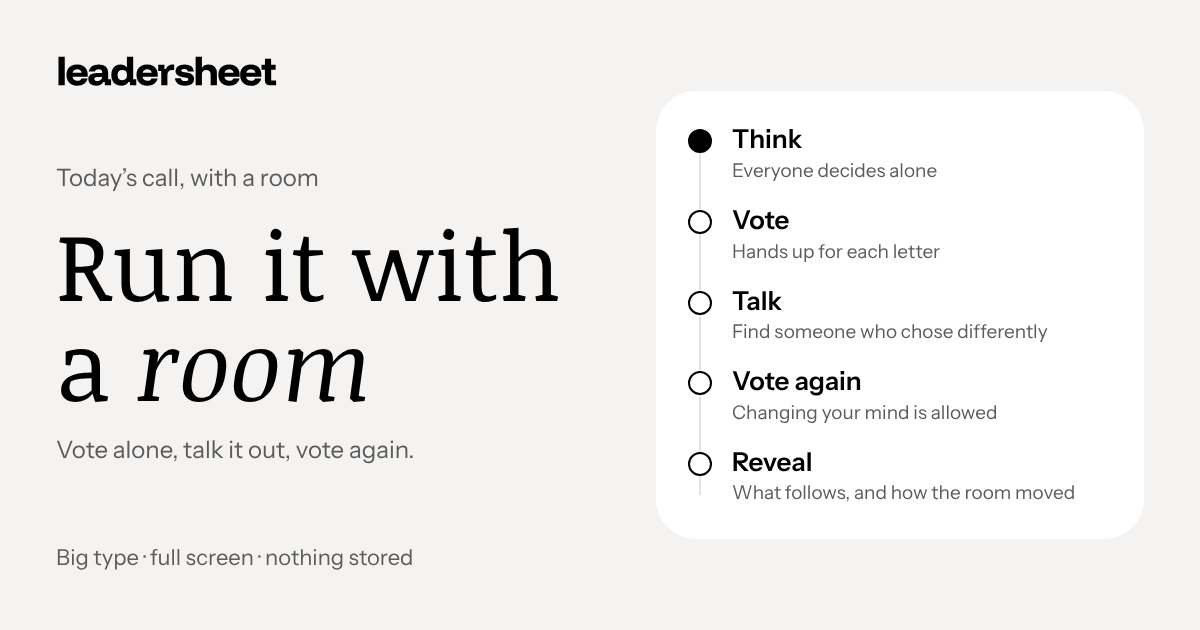 leadersheet
Today’s call, with a room
Run it with
a room
Vote alone, talk it out, vote again.
Big type · full screen · nothing stored
Think
Everyone decides alone
Vote
Hands up for each letter
Talk
Find someone who chose differently
Vote again
Changing your mind is allowed
Reveal
What follows, and how the room moved